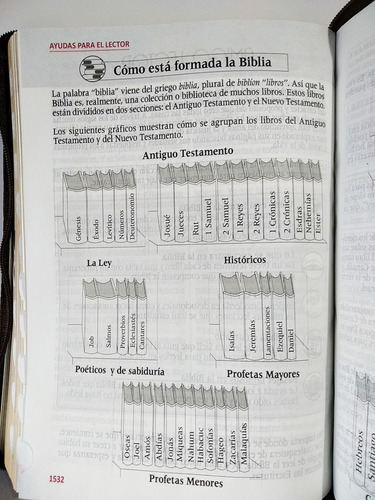 AYUDAS PARA EL LECTOR
Cómo está formada la Biblia
La palabra "biblia" viene del griego biblia, plural de biblion "libros". Así que la
Biblia es, realmente, una colección o biblioteca de muchos libros. Estos libros
están divididos en dos secciones: el Antiguo Testamento y el Nuevo Testamento.
Los siguientes gráficos muestran cómo se agrupan los libros del Antiguo
Testamento y del Nuevo Testamento.
Antiguo Testamento
Génesis
Éxodo
Levítico
Números
Deuteronomio
La Ley
Josué
Jueces
Rut
1 Samuel
2 Samuel
1 Reyes
2 Reyes
1 Crónicas
2 Crónicas
Esdras
Nehemías
Ester
Históricos
Job
Salmos
Proverbios
Eclesiastés
Cantares
Poéticos y de sabiduría
Isaías
Jeremías
Lamentaciones
Ezequiel
Daniel
Profetas Mayores
Oseas
Joel
Amós
Abdías
Jonás
Miqueas
Nahum
Habacuc
Sofonías
Hageo
Zacarías
Malaquías
Profetas Menores
1532
Hebreos
Santiago